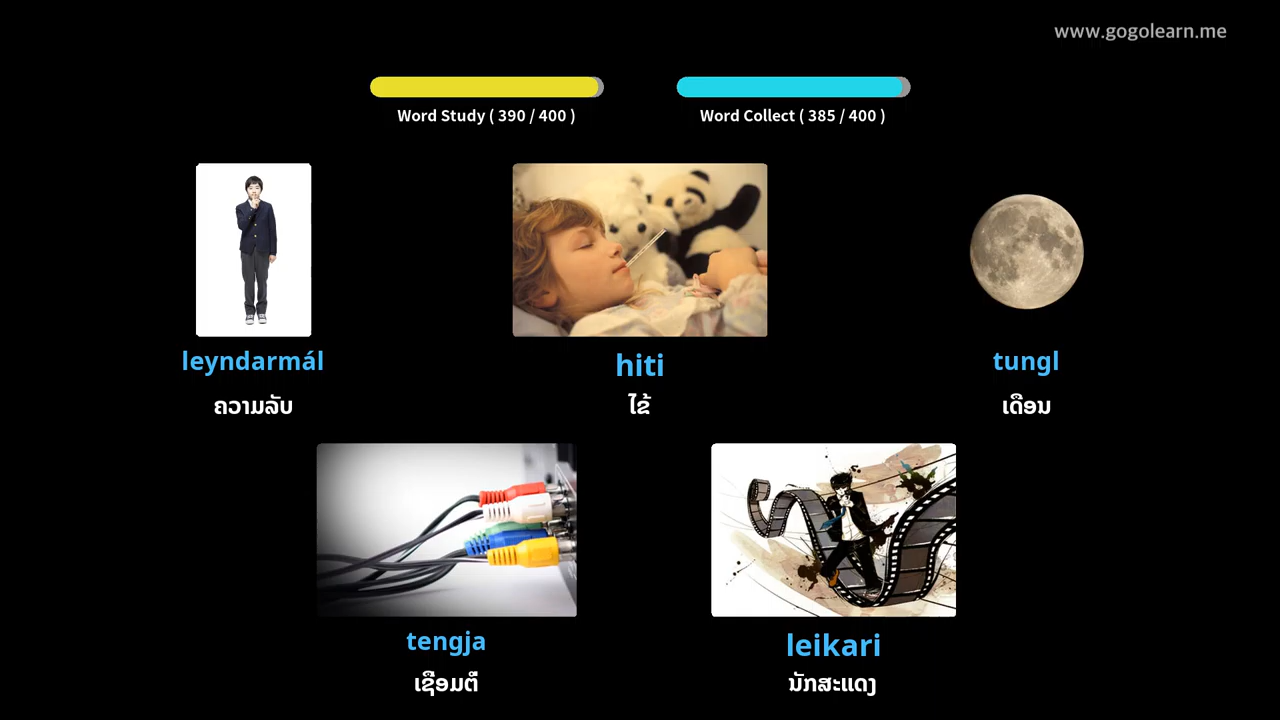 www.gogolearn.me
Word Study ( 390 / 400 )
Word Collect ( 385 / 400 )
leyndarmál
hiti
tungl
ຄວາມລັບ
ໄຂ້
ເດືອນ
tengja
leikari
ເຊື່ອມຕໍ່
ນັກສະແດງ